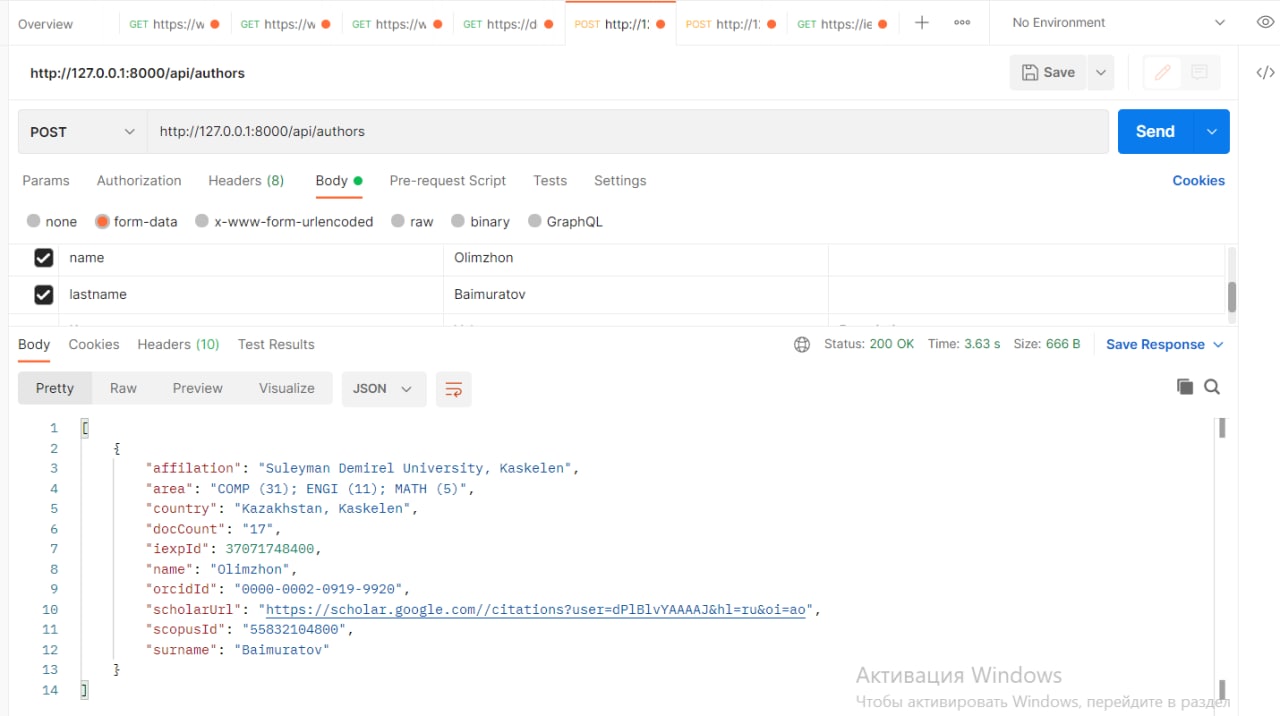 Overview GET https://w GET https://w GET https://w GET https://d POST http://12 POST http://12 GET https://ie No Environment
http://127.0.0.1:8000/api/authors Save
POST http://127.0.0.1:8000/api/authors Send
Params Authorization Headers (8) Body Pre-request Script Tests Settings Cookies
none form-data x-www-form-urlencoded raw binary GraphQL
name Olimzhon
lastname Baimuratov
Body Cookies Headers (10) Test Results Status: 200 OK Time: 3.63 s Size: 666 B Save Response
Pretty Raw Preview Visualize JSON
1 [
2 {
3 "affilation": "Suleyman Demirel University, Kaskelen",
4 "area": "COMP (31); ENGI (11); MATH (5)",
5 "country": "Kazakhstan, Kaskelen",
6 "docCount": "17",
7 "iexpId": 37071748400,
8 "name": "Olimzhon",
9 "orcidId": "0000-0002-0919-9920",
10 "scholarUrl": "https://scholar.google.com//citations?user=dPlBlvYAAAAJ&hl=ru&oi=ao",
11 "scopusId": "55832104800",
12 "surname": "Baimuratov"
13 }
14 ]
Активация Windows
Чтобы активировать Windows, перейдите в раздел